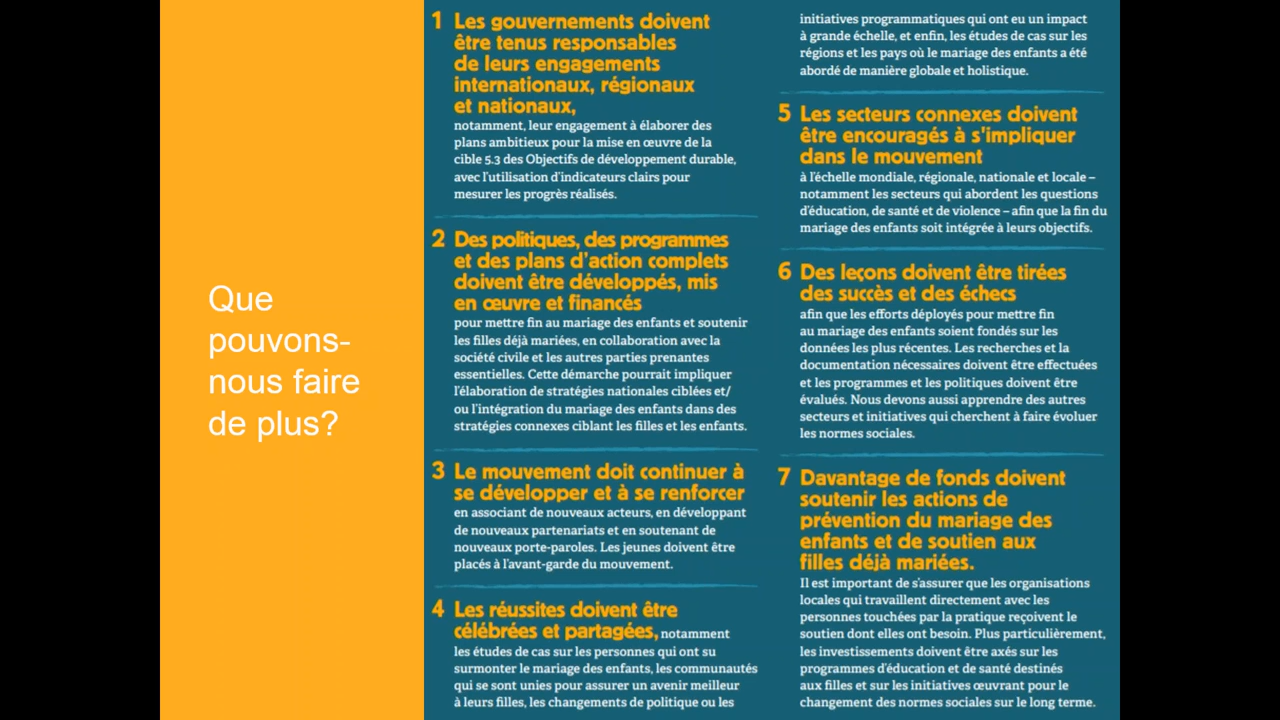 Que
pouvons-
nous faire
de plus?
1 Les gouvernements doivent
être tenus responsables
de leurs engagements
internationaux, régionaux
et nationaux,
notamment, leur engagement à élaborer des
plans ambitieux pour la mise en œuvre de la
cible 5.3 des Objectifs de développement durable,
avec l'utilisation d'indicateurs clairs pour
mesurer les progrès réalisés.
2 Des politiques, des programmes
et des plans d'action complets
doivent être développés, mis
en œuvre et financés
pour mettre fin au mariage des enfants et soutenir
les filles déjà mariées, en collaboration avec la
société civile et les autres parties prenantes
essentielles. Cette démarche pourrait impliquer
l'élaboration de stratégies nationales ciblées et/
ou l'intégration du mariage des enfants dans des
stratégies connexes ciblant les filles et les enfants.
3 Le mouvement doit continuer à
se développer et à se renforcer
en associant de nouveaux acteurs, en développant
de nouveaux partenariats et en soutenant de
nouveaux porte-paroles. Les jeunes doivent être
placés à l'avant-garde du mouvement.
4 Les réussites doivent être
célébrées et partagées, notamment
les études de cas sur les personnes qui ont su
surmonter le mariage des enfants, les communautés
qui se sont unies pour assurer un avenir meilleur
à leurs filles, les changements de politique ou les
initiatives programmatiques qui ont eu un impact
à grande échelle, et enfin, les études de cas sur les
régions et les pays où le mariage des enfants a été
abordé de manière globale et holistique.
5 Les secteurs connexes doivent
être encouragés à s'impliquer
dans le mouvement
à l'échelle mondiale, régionale, nationale et locale –
notamment les secteurs qui abordent les questions
d'éducation, de santé et de violence – afin que la fin du
mariage des enfants soit intégrée à leurs objectifs.
6 Des leçons doivent être tirées
des succès et des échecs
afin que les efforts déployés pour mettre fin
au mariage des enfants soient fondés sur les
données les plus récentes. Les recherches et la
documentation nécessaires doivent être effectuées
et les programmes et les politiques doivent être
évalués. Nous devons aussi apprendre des autres
secteurs et initiatives qui cherchent à faire évoluer
les normes sociales.
7 Davantage de fonds doivent
soutenir les actions de
prévention du mariage des
enfants et de soutien aux
filles déjà mariées.
Il est important de s'assurer que les organisations
locales qui travaillent directement avec les
personnes touchées par la pratique reçoivent le
soutien dont elles ont besoin. Plus particulièrement,
les investissements doivent être axés sur les
programmes d'éducation et de santé destinés
aux filles et sur les initiatives œuvrant pour le
changement des normes sociales sur le long terme.